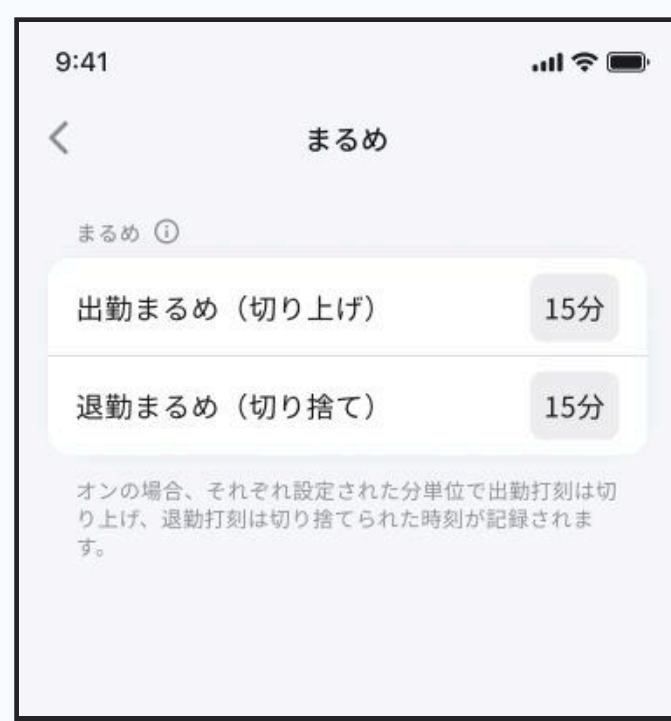 9:41
まるめ
まるめ
出勤まるめ（切り上げ）
15分
退勤まるめ（切り捨て）
15分
オンの場合、それぞれ設定された分単位で出勤打刻は切
り上げ、退勤打刻は切り捨てられた時刻が記録されま
す。